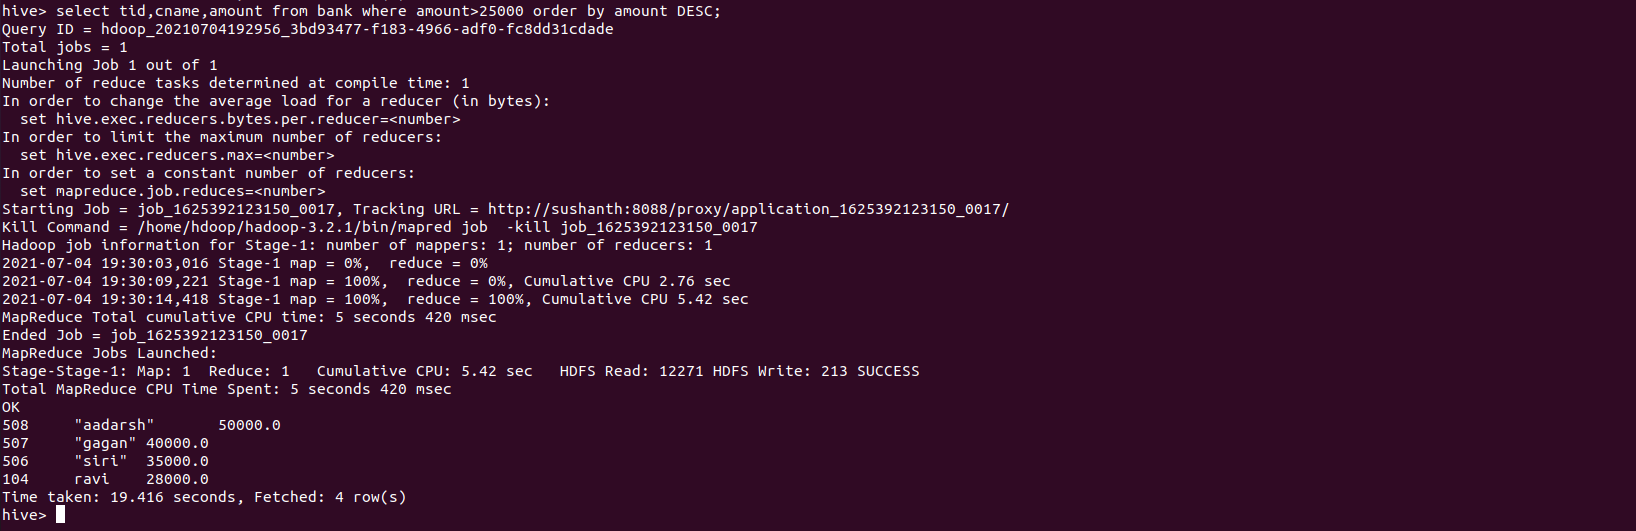 hive> select tid,cname,amount from bank where amount>25000 order by amount DESC;
Query ID = hdoop_20210704192956_3bd93477-f183-4966-adf0-fc8dd31cdade
Total jobs = 1
Launching Job 1 out of 1
Number of reduce tasks determined at compile time: 1
In order to change the average load for a reducer (in bytes):
  set hive.exec.reducers.bytes.per.reducer=<number>
In order to limit the maximum number of reducers:
  set hive.exec.reducers.max=<number>
In order to set a constant number of reducers:
  set mapreduce.job.reduces=<number>
Starting Job = job_1625392123150_0017, Tracking URL = http://sushanth:8088/proxy/application_1625392123150_0017/
Kill Command = /home/hdoop/hadoop-3.2.1/bin/mapred job  -kill job_1625392123150_0017
Hadoop job information for Stage-1: number of mappers: 1; number of reducers: 1
2021-07-04 19:30:03,016 Stage-1 map = 0%,  reduce = 0%
2021-07-04 19:30:09,221 Stage-1 map = 100%,  reduce = 0%, Cumulative CPU 2.76 sec
2021-07-04 19:30:14,418 Stage-1 map = 100%,  reduce = 100%, Cumulative CPU 5.42 sec
MapReduce Total cumulative CPU time: 5 seconds 420 msec
Ended Job = job_1625392123150_0017
MapReduce Jobs Launched:
Stage-Stage-1: Map: 1  Reduce: 1   Cumulative CPU: 5.42 sec   HDFS Read: 12271 HDFS Write: 213 SUCCESS
Total MapReduce CPU Time Spent: 5 seconds 420 msec
OK
508     "aadarsh"       50000.0
507     "gagan" 40000.0
506     "siri"  35000.0
104     ravi    28000.0
Time taken: 19.416 seconds, Fetched: 4 row(s)
hive>